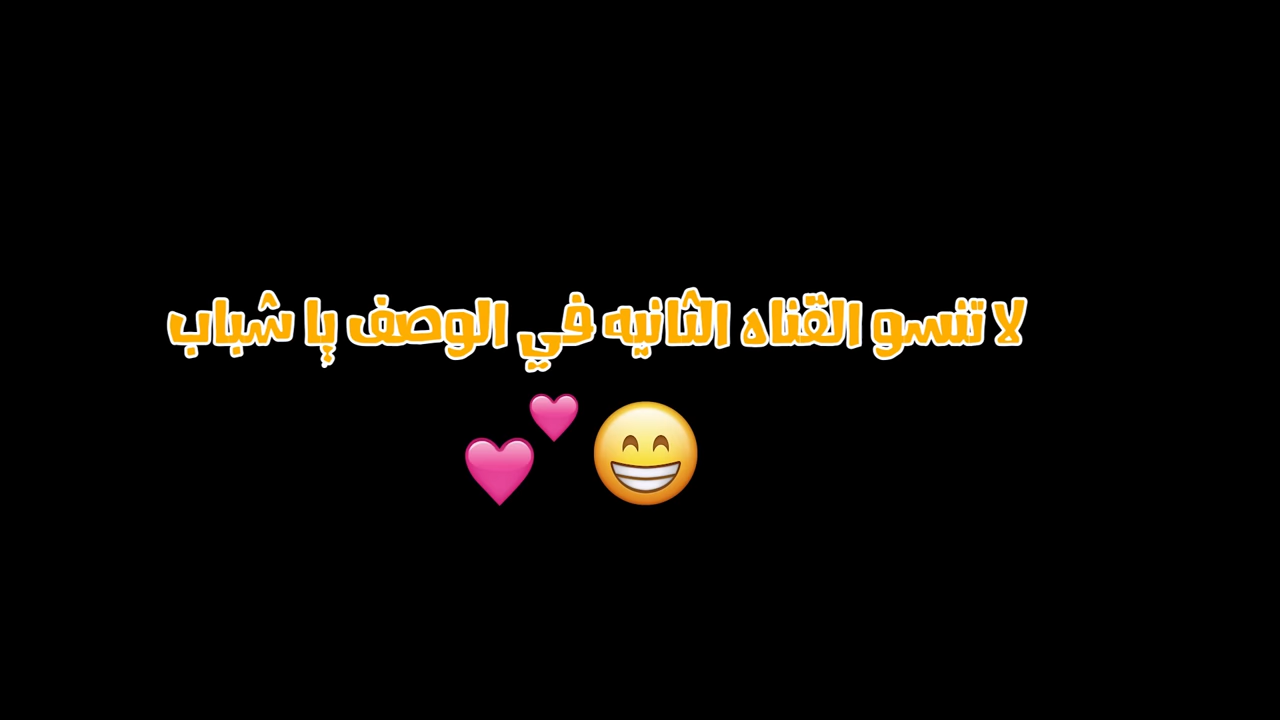 لا تنسو القناه الثانيه في الوصف يا شباب
💕😁